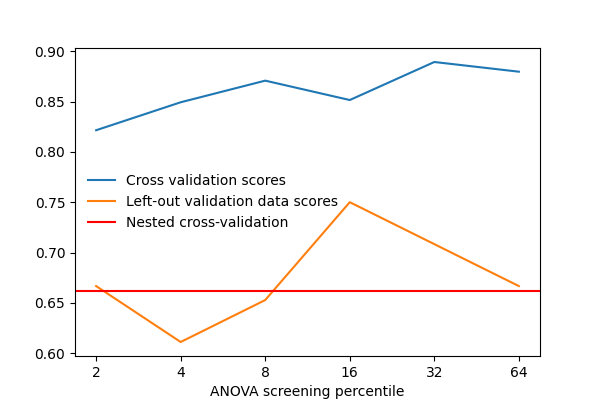 0.90
0.85
0.80
0.75
0.70
0.65
0.60
Cross validation scores
Left-out validation data scores
Nested cross-validation
2 4 8 16 32 64
ANOVA screening percentile